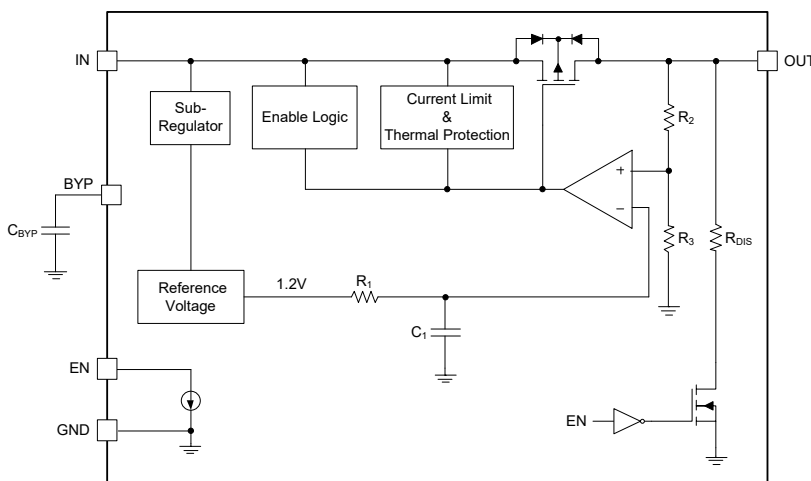 IN
OUT
Sub-
Regulator
Enable Logic
Current Limit
&
Thermal Protection
R2
BYP
+
−
CBYP
R3
RDIS
Reference
Voltage
1.2V
R1
C1
EN
EN
GND